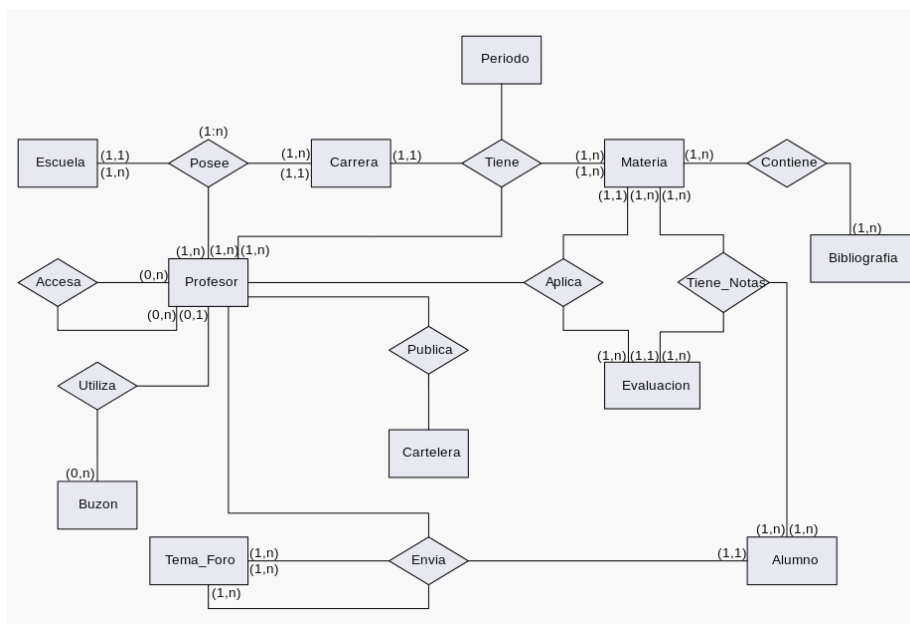 Periodo
(1:n)
Escuela
(1,1)
(1,n)
Posee
(1,n)
(1,1)
Carrera
(1,1)
Tiene
(1,n)
(1,n)
Materia
(1,n)
Contiene
(1,1)
(1,n)
(1,n)
(1,n)
Bibliografia
(1,n)
(1,n)
(1,n)
Accesa
(0,n)
Profesor
Aplica
Tiene_Notas
(0,n)
(0,1)
Publica
(1,n)
(1,1)
(1,n)
Utiliza
Evaluacion
Cartelera
(0,n)
Buzon
(1,n)
(1,n)
Tema_Foro
(1,n)
(1,n)
Envia
(1,1)
Alumno
(1,n)